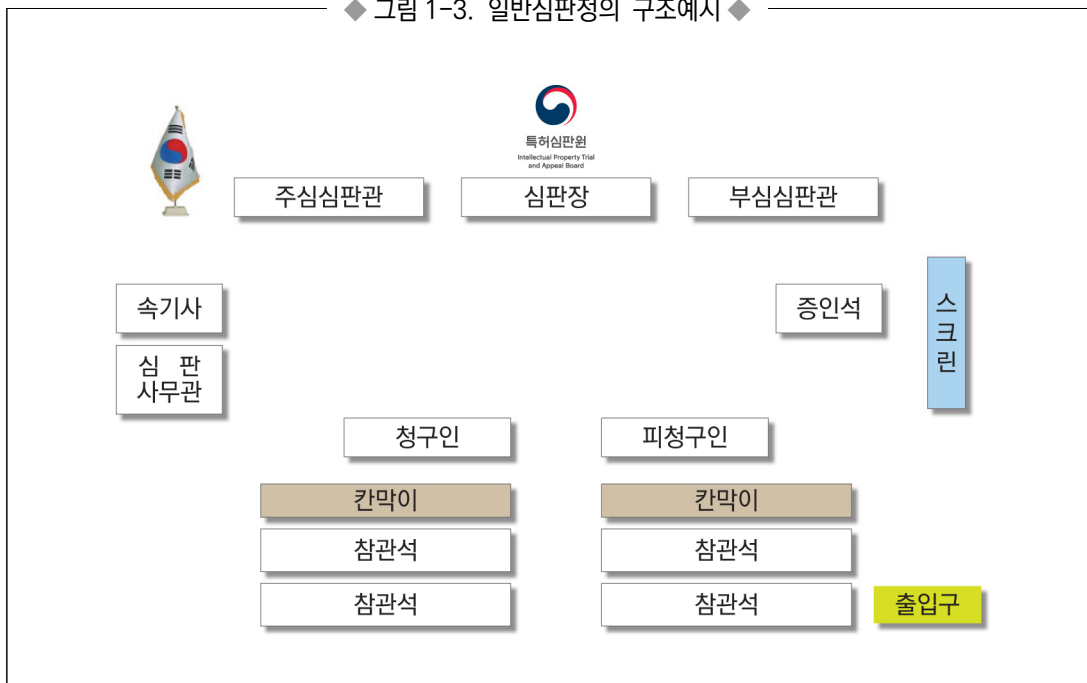 ◆ 그림 1-3. 일반심판정의 구조예시 ◆
특허심판원
Intellectual Property Trial
and Appeal Board
주심심판관
심판장
부심심판관
속기사
증인석
스크린
심 판
사무관
청구인
피청구인
칸막이
칸막이
참관석
참관석
참관석
참관석
출입구